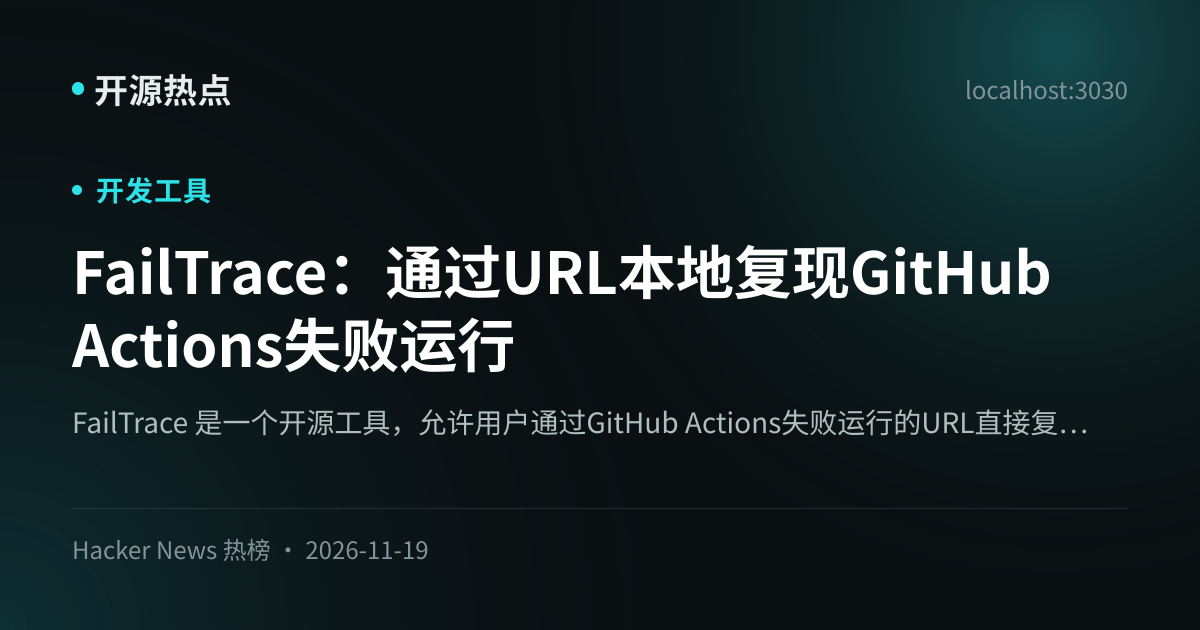 开源热点
localhost:3030
开发工具
FailTrace：通过URL本地复现GitHub
Actions失败运行
FailTrace 是一个开源工具，允许用户通过GitHub Actions失败运行的URL直接复…
Hacker News 热榜 · 2026-11-19